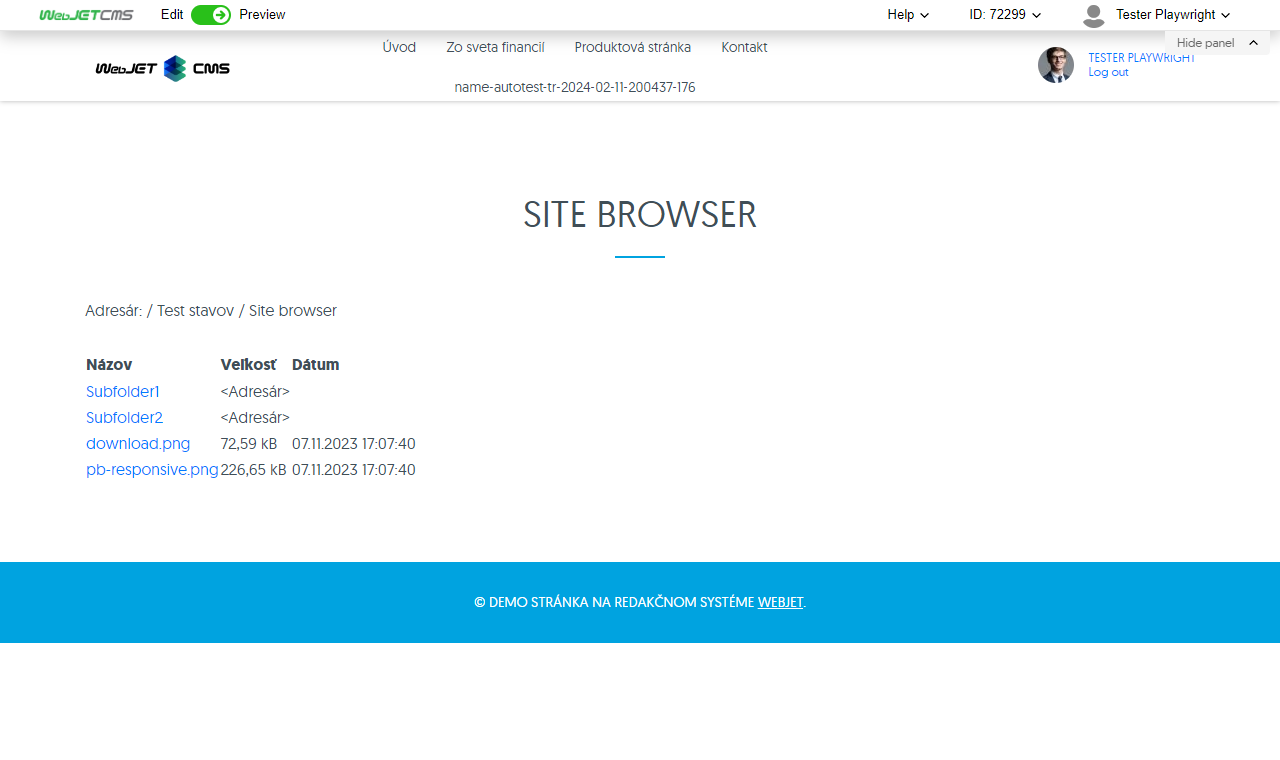 WebJETCMS Edit Preview Help ID: 72299 Tester Playwright
Hide panel
WebJET CMS Úvod Zo sveta financií Produktová stránka Kontakt
TESTER PLAYWRIGHT
Log out
name-autotest-tr-2024-02-11-200437-176
SITE BROWSER
Adresár: / Test stavov / Site browser
Názov Veľkosť Dátum
Subfolder1 <Adresár>
Subfolder2 <Adresár>
download.png 72,59 kB 07.11.2023 17:07:40
pb-responsive.png 226,65 kB 07.11.2023 17:07:40
© DEMO STRÁNKA NA REDAKČNOM SYSTÉME WEBJET.